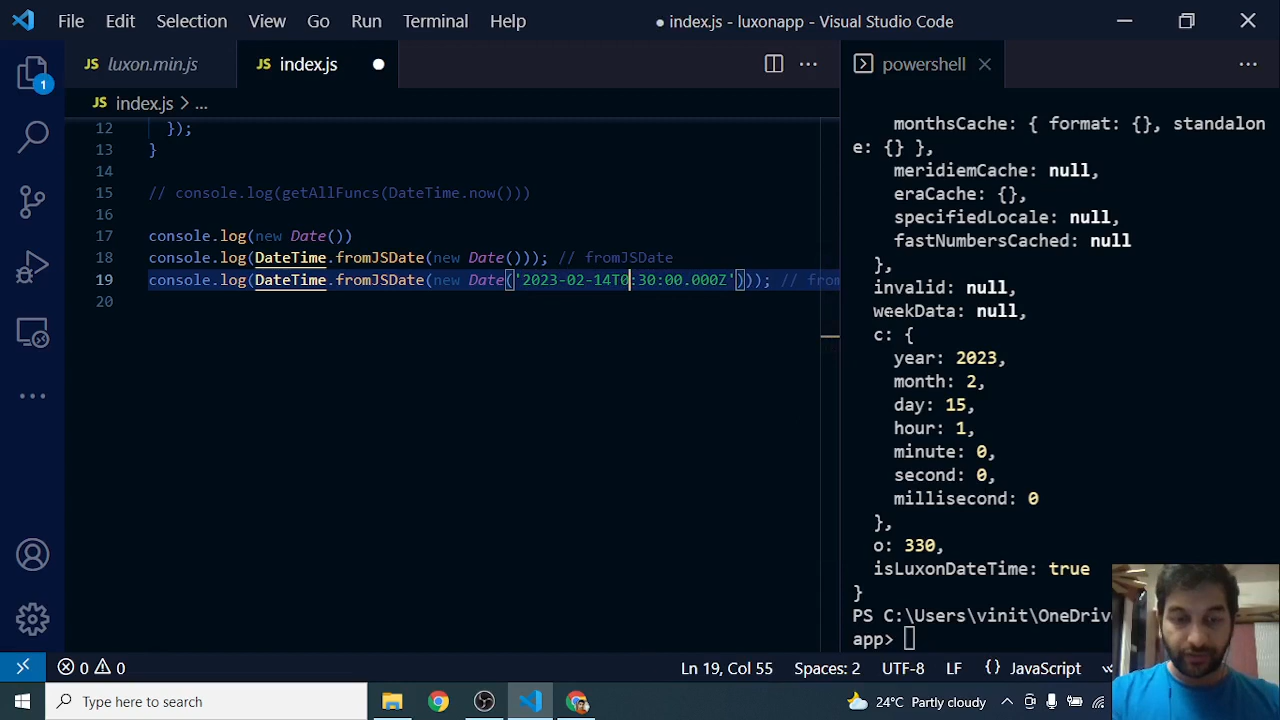 File Edit Selection View Go Run Terminal Help
● index.js - luxonapp - Visual Studio Code
JS luxon.min.js
JS index.js
powershell
JS index.js > ...
12 });
13 }
14
15 // console.log(getAllFuncs(DateTime.now()))
16
17 console.log(new Date())
18 console.log(DateTime.fromJSDate(new Date())); // fromJSDate
19 console.log(DateTime.fromJSDate(new Date('2023-02-14T0:30:00.000Z'))); // from
20
monthsCache: { format: {}, standalon
e: {} },
meridiemCache: null,
eraCache: {},
specifiedLocale: null,
fastNumbersCached: null
},
invalid: null,
weekData: null,
c: {
year: 2023,
month: 2,
day: 15,
hour: 1,
minute: 0,
second: 0,
millisecond: 0
},
o: 330,
isLuxonDateTime: true
}
PS C:\Users\vinit\OneDriv
app>
1
0 0
Ln 19, Col 55 Spaces: 2 UTF-8 LF {} JavaScript
Type here to search
24°C Partly cloudy